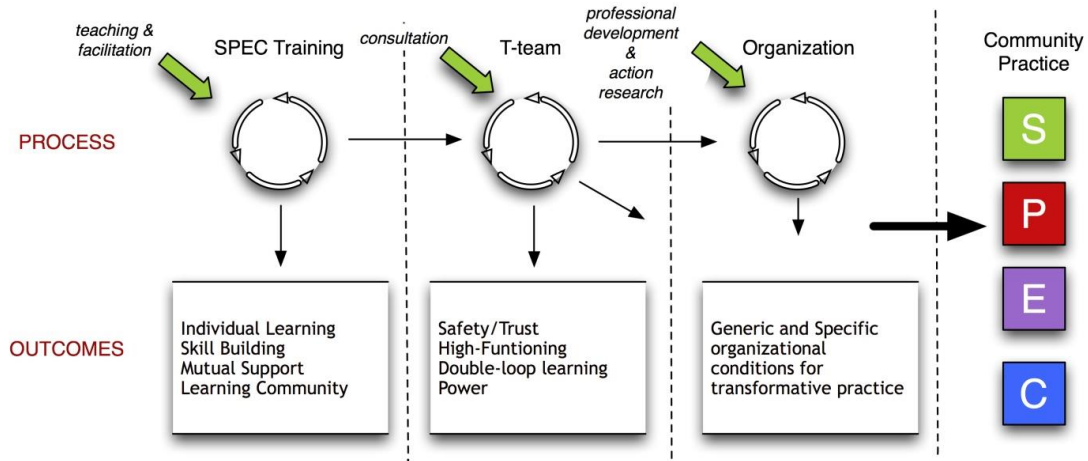 teaching &
facilitation
SPEC Training
consultation
T-team
professional
development
&
action
research
Organization
Community
Practice
PROCESS
S
P
E
C
OUTCOMES
Individual Learning
Skill Building
Mutual Support
Learning Community
Safety/Trust
High-Funtioning
Double-loop learning
Power
Generic and Specific
organizational
conditions for
transformative practice